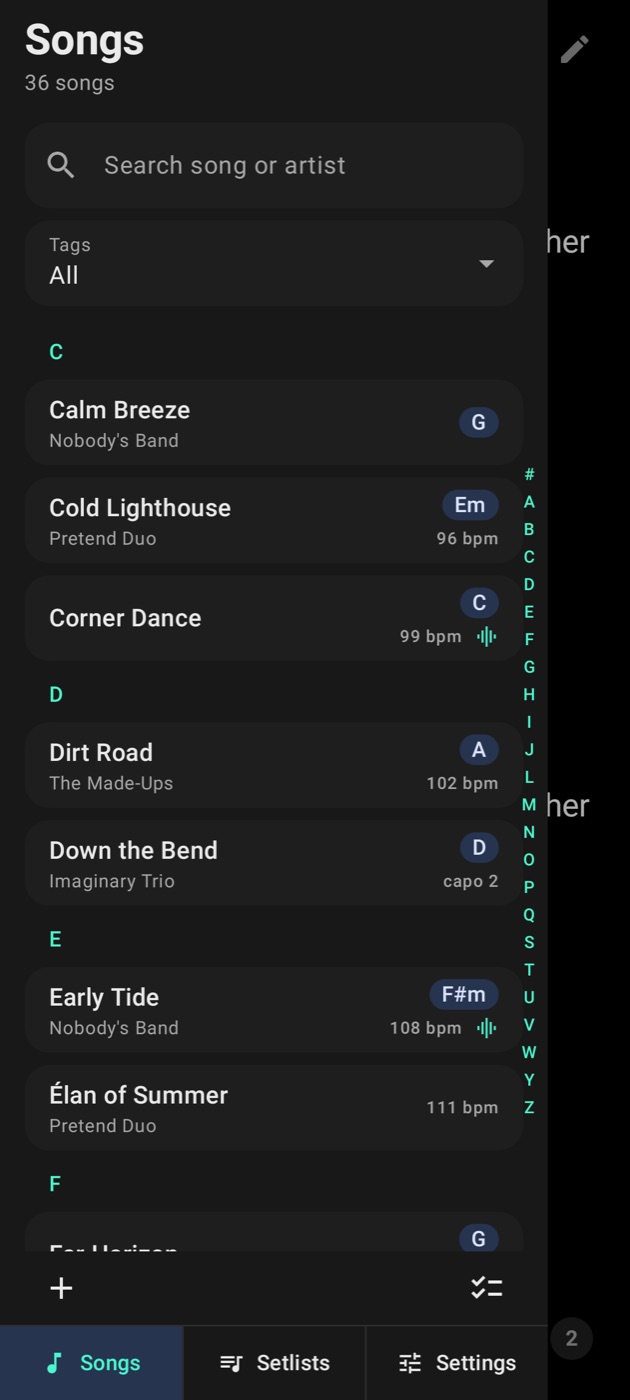 Songs
36 songs
Search song or artist
Tags
All
her
C
Calm Breeze
Nobody's Band
G
Cold Lighthouse
Pretend Duo
Em
96 bpm
Corner Dance
C
99 bpm
D
Dirt Road
The Made-Ups
A
102 bpm
Down the Bend
Imaginary Trio
D
capo 2
E
Early Tide
Nobody's Band
F#m
108 bpm
Élan of Summer
Pretend Duo
111 bpm
F
Far Horizon
G
#
A
B
C
D
E
F
G
H
I
J
L
M
N
O
P
Q
S
T
U
V
W
Y
Z
her
2
Songs
Setlists
Settings